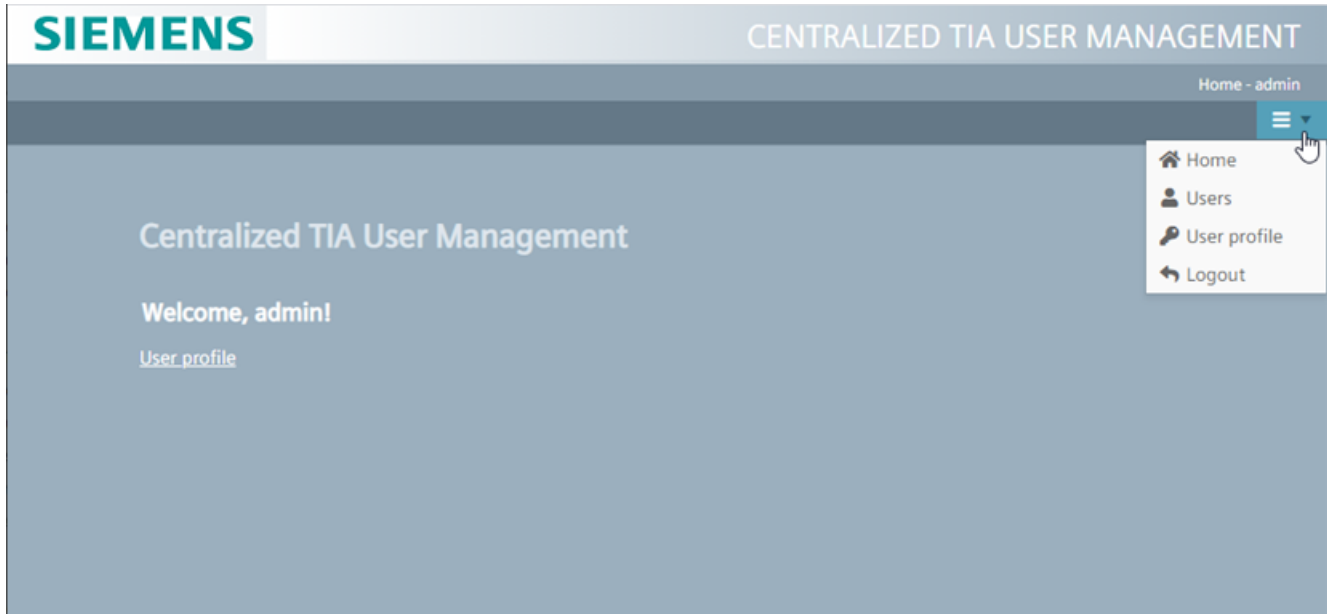 SIEMENS
CENTRALIZED TIA USER MANAGEMENT
Home - admin
Home
Users
User profile
Logout
Centralized TIA User Management
Welcome, admin!
User profile